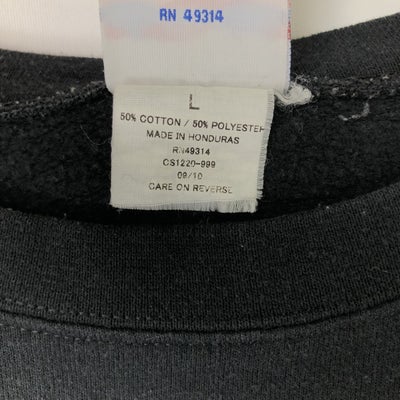 RN 49314
L
50% COTTON / 50% POLYESTER
MADE IN HONDURAS
RN49314
CS1220-999
09/10
CARE ON REVERSE